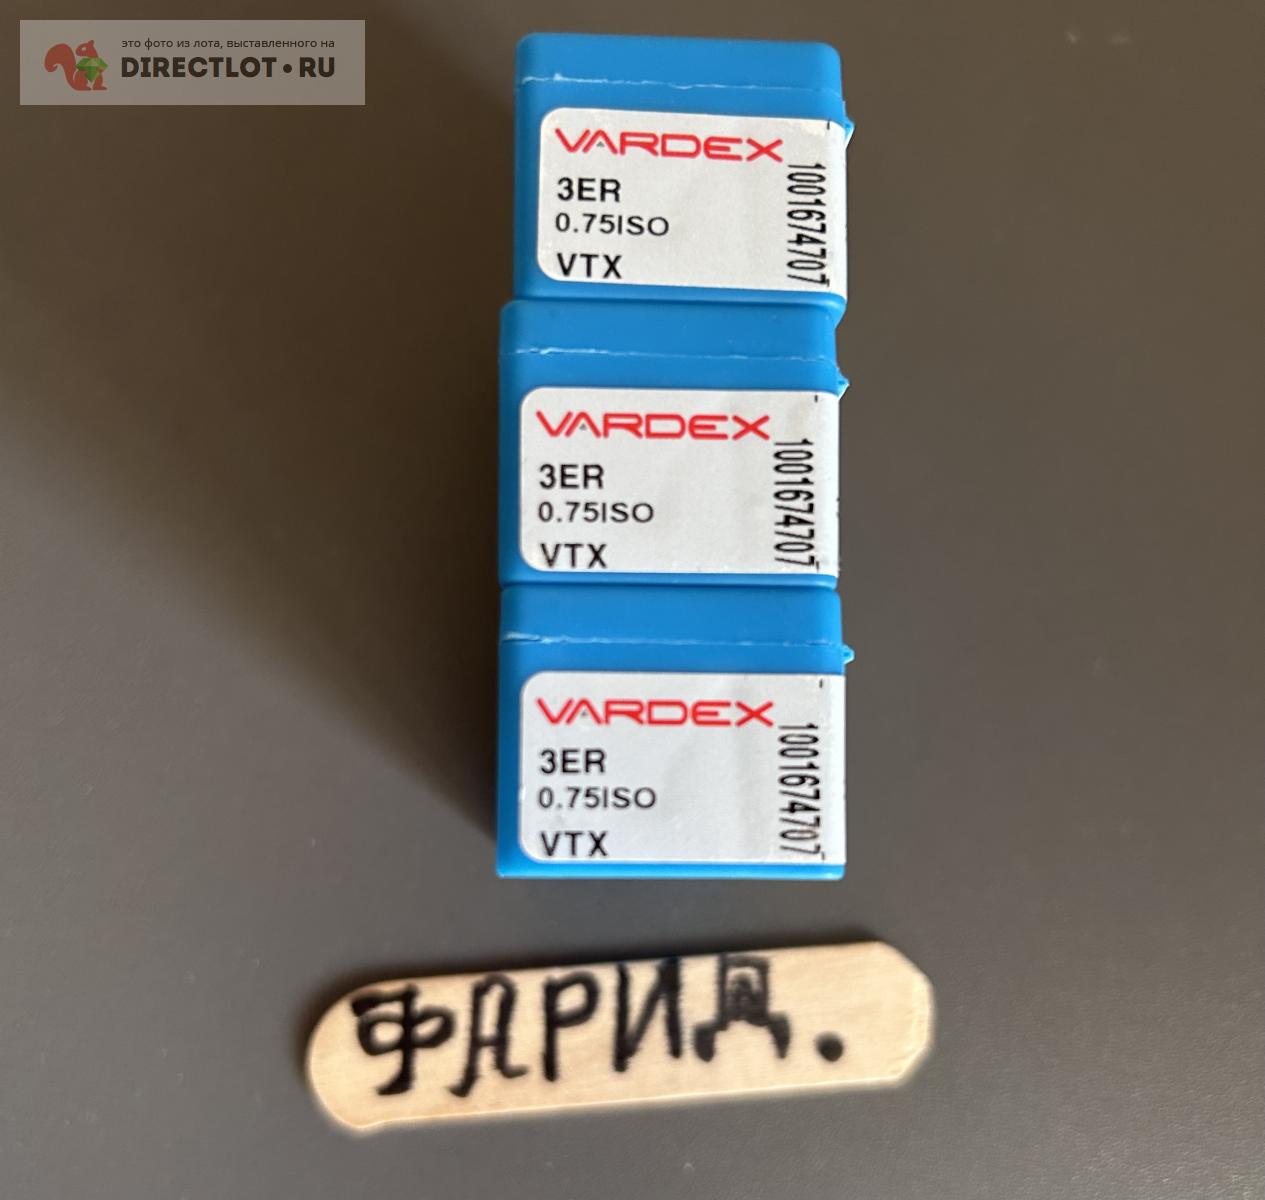 это фото из лота, выставленного на
DIRECTLOT • RU
VARDEX
3ER
0.75ISO
VTX
1001674707
VARDEX
3ER
0.75ISO
VTX
1001674707
VARDEX
3ER
0.75ISO
VTX
1001674707
ФАРИД.